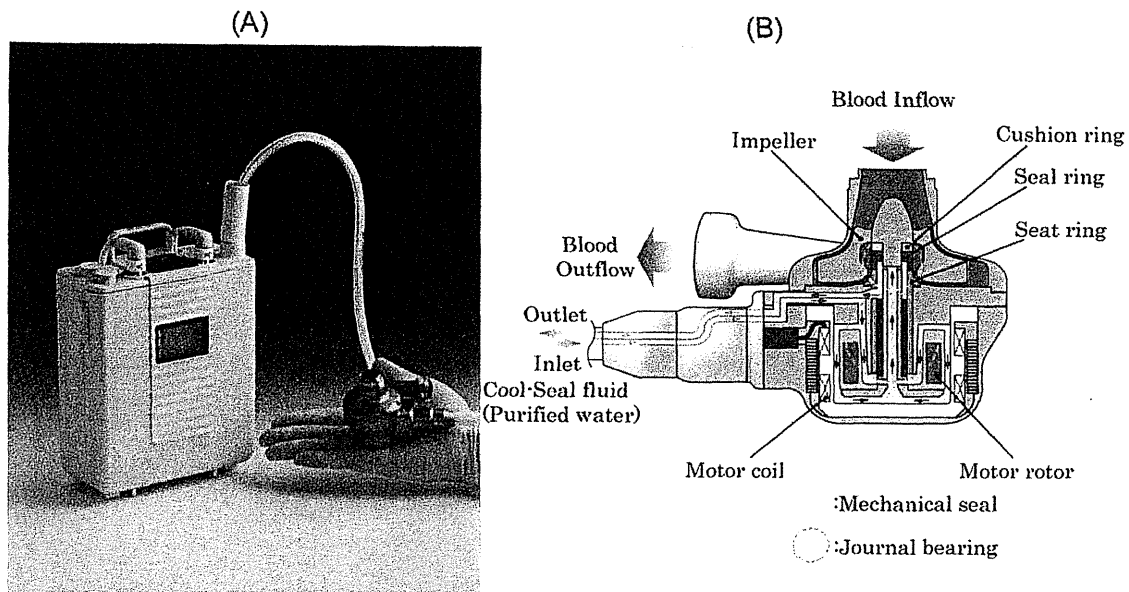 (A)
(B)
Blood Inflow
Impeller
Cushion ring
Seal ring
Seat ring
Blood
Outflow
Outlet
Inlet
Cool-Seal fluid
(Purified water)
Motor coil
Motor rotor
:Mechanical seal
:Journal bearing